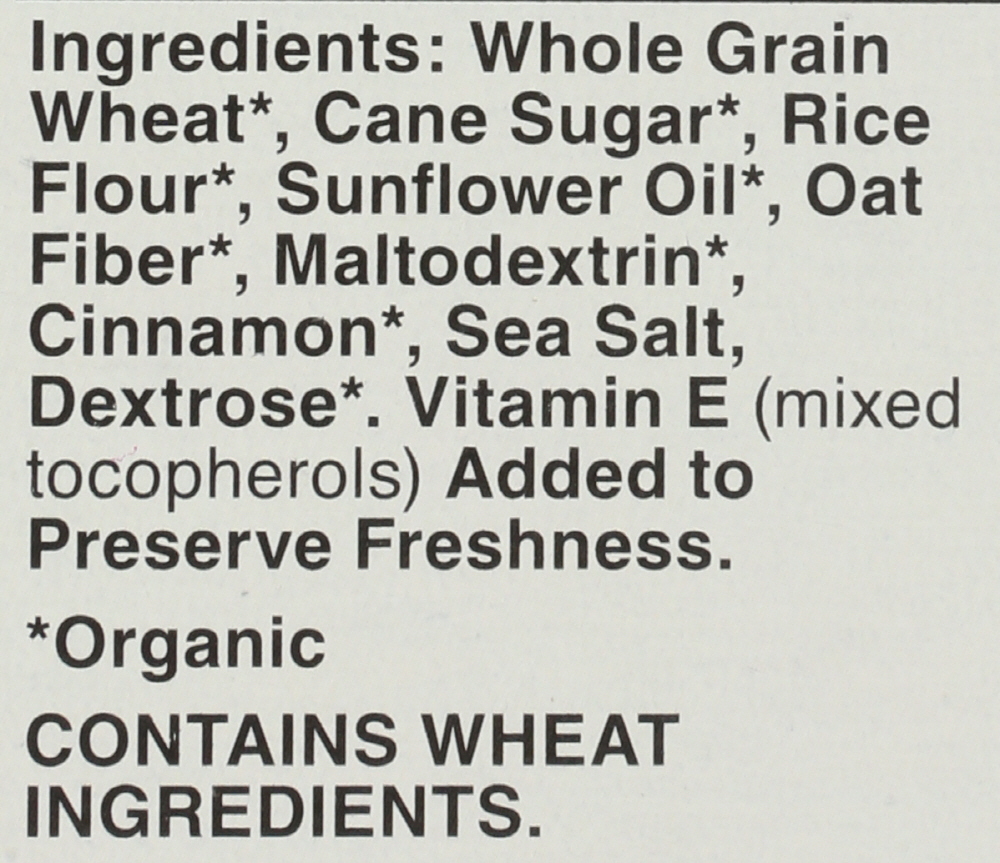 Ingredients: Whole Grain
Wheat*, Cane Sugar*, Rice
Flour*, Sunflower Oil*, Oat
Fiber*, Maltodextrin*,
Cinnamon*, Sea Salt,
Dextrose*. Vitamin E (mixed
tocopherols) Added to
Preserve Freshness.
*Organic
CONTAINS WHEAT
INGREDIENTS.